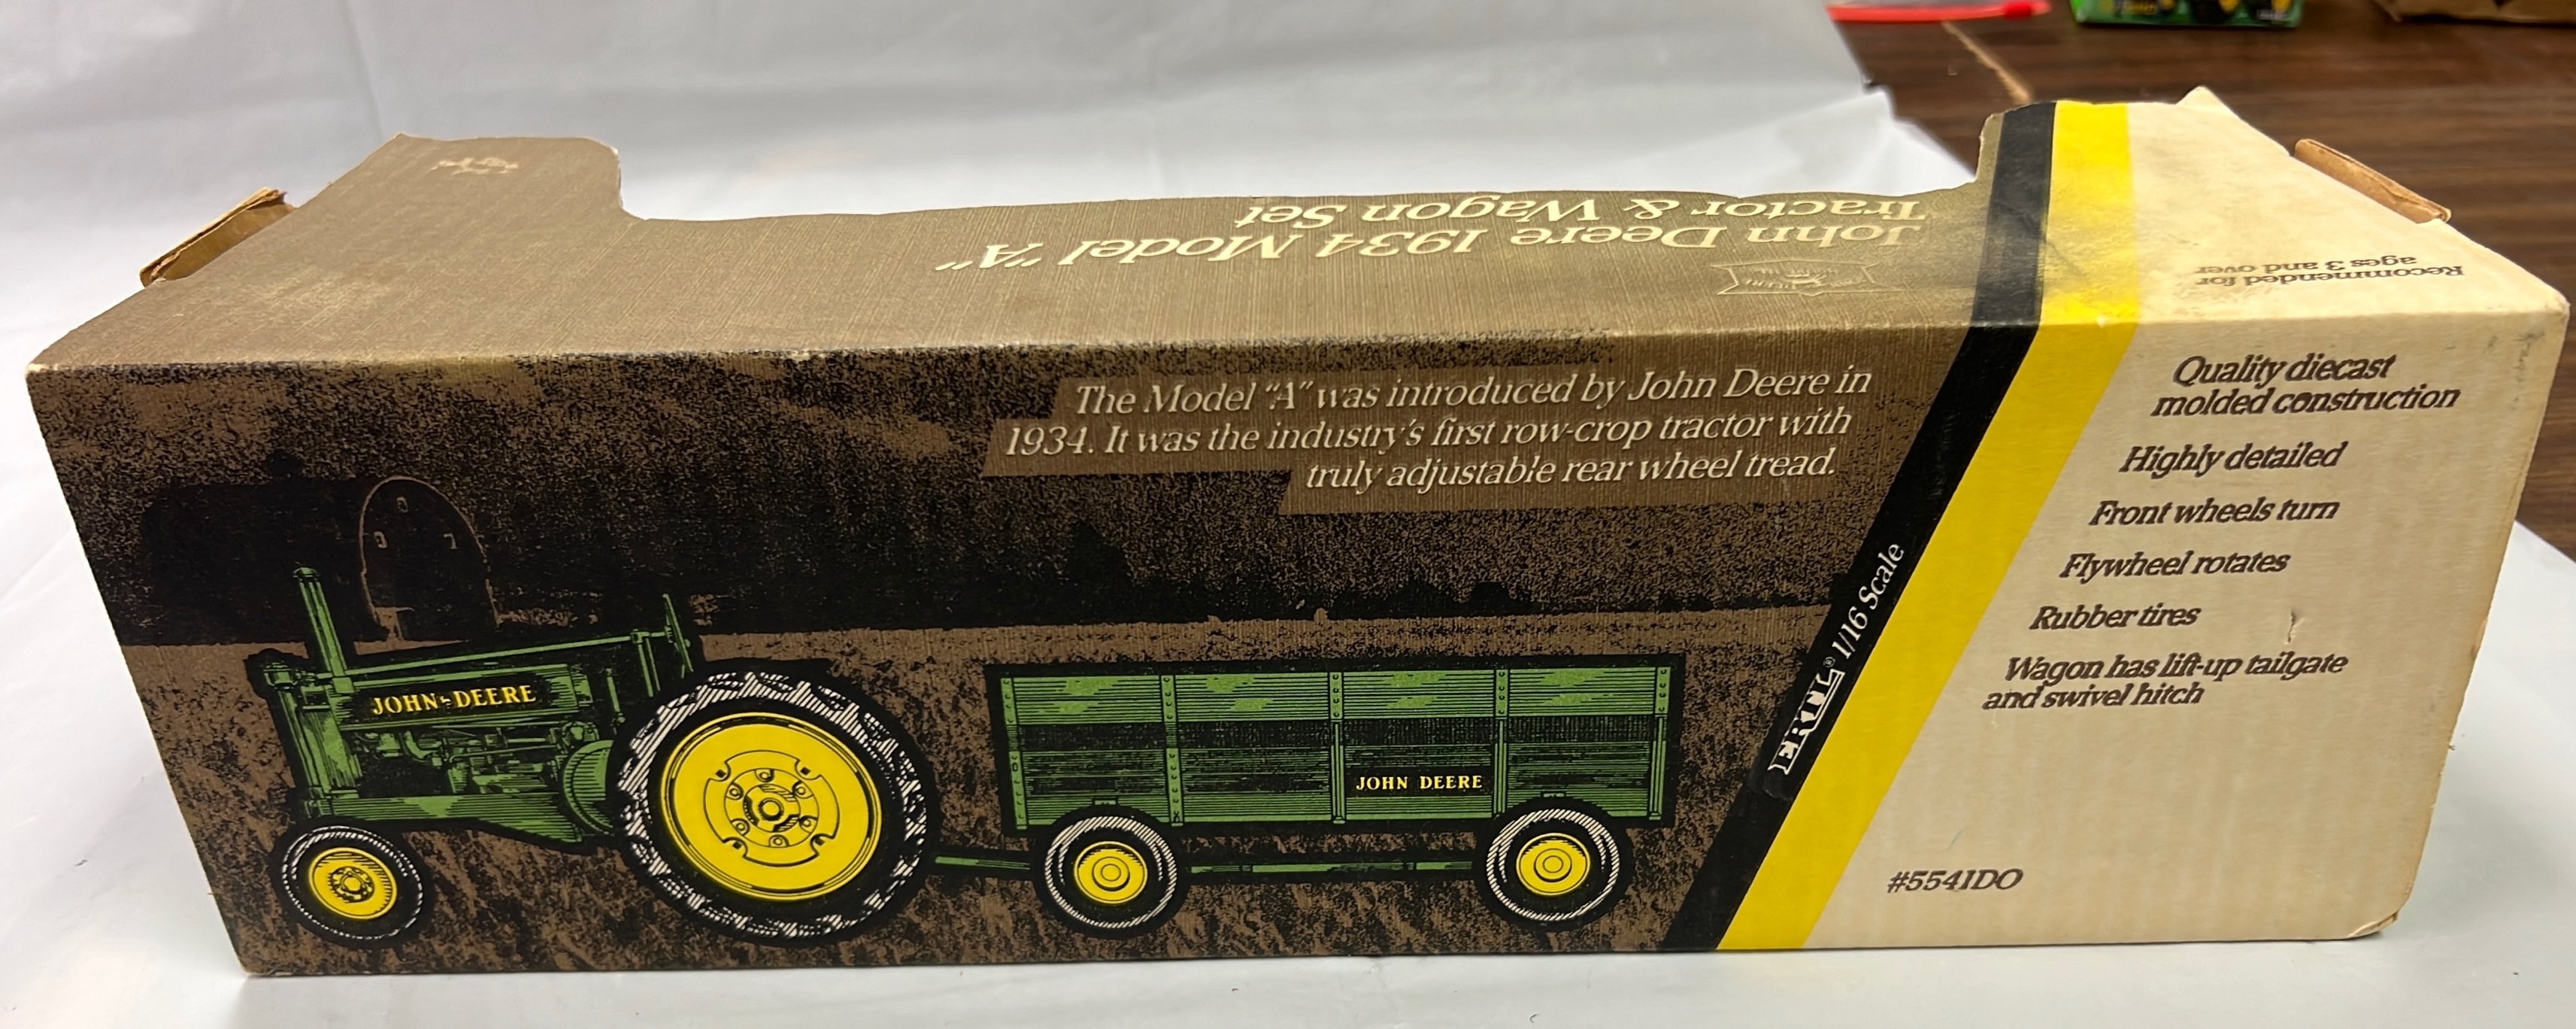 John Deere 1934 Model "A"
Tractor & Wagon Set
Recommended for
ages 3 and over
The Model "A" was introduced by John Deere in
1934. It was the industry's first row-crop tractor with
truly adjustable rear wheel tread.
JOHN DEERE
JOHN DEERE
ERTL® 1/16 Scale
Quality diecast
molded construction
Highly detailed
Front wheels turn
Flywheel rotates
Rubber tires
Wagon has lift-up tailgate
and swivel hitch
#5541DO